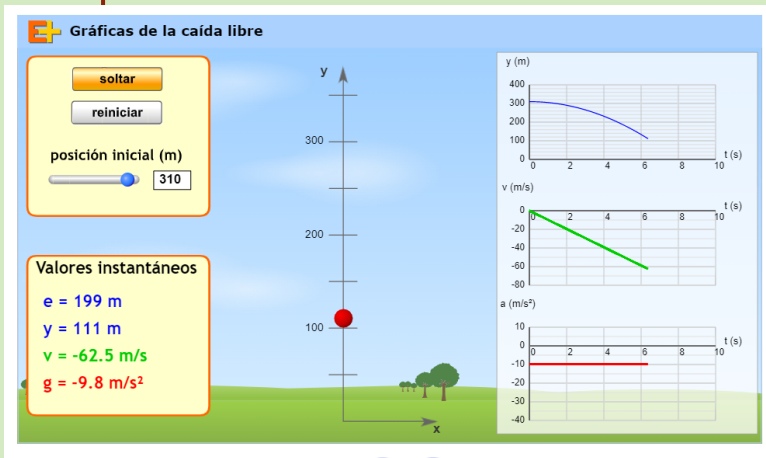 E+ Gráficas de la caída libre
soltar
reiniciar
posición inicial (m)
310
Valores instantáneos
e = 199 m
y = 111 m
v = -62.5 m/s
g = -9.8 m/s²
y
300
200
100
x
y (m)
400
300
200
100
0
0 2 4 6 8 10
t (s)
v (m/s)
0
-20
-40
-60
-80
0 2 4 6 8 10
t (s)
a (m/s²)
10
0
-10
-20
-30
-40
0 2 4 6 8 10
t (s)